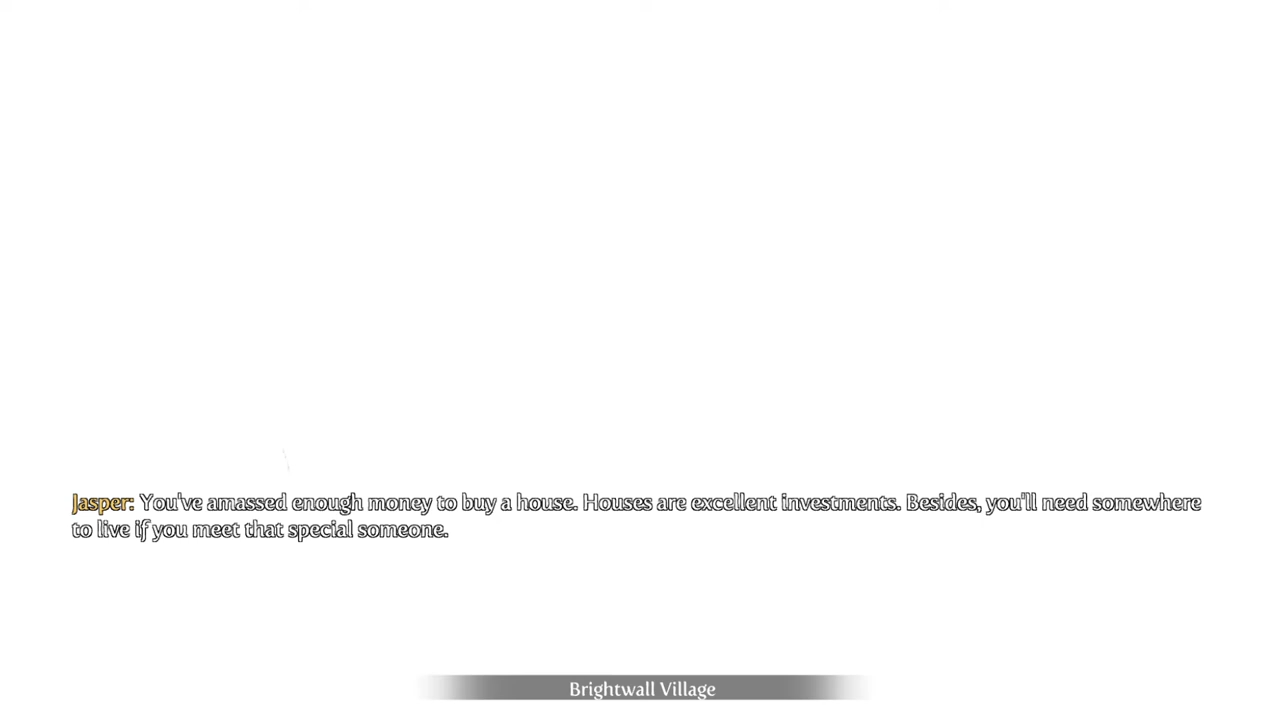 Jasper: You've amassed enough money to buy a house. Houses are excellent investments. Besides, you'll need somewhere
to live if you meet that special someone.
Brightwall Village